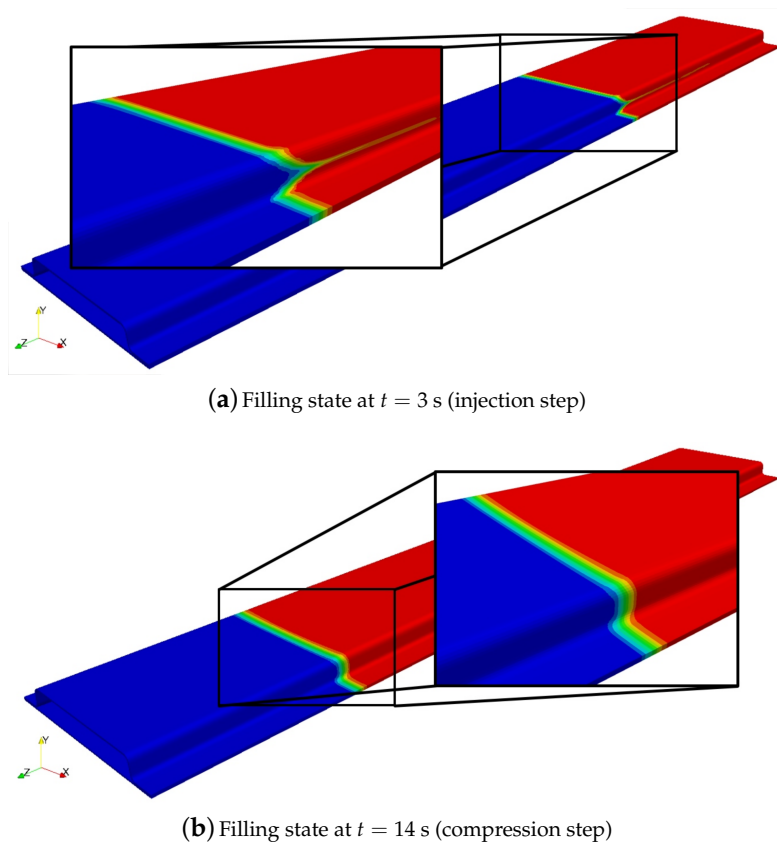 Y
Z
X
(a) Filling state at t = 3 s (injection step)
Y
Z
X
(b) Filling state at t = 14 s (compression step)